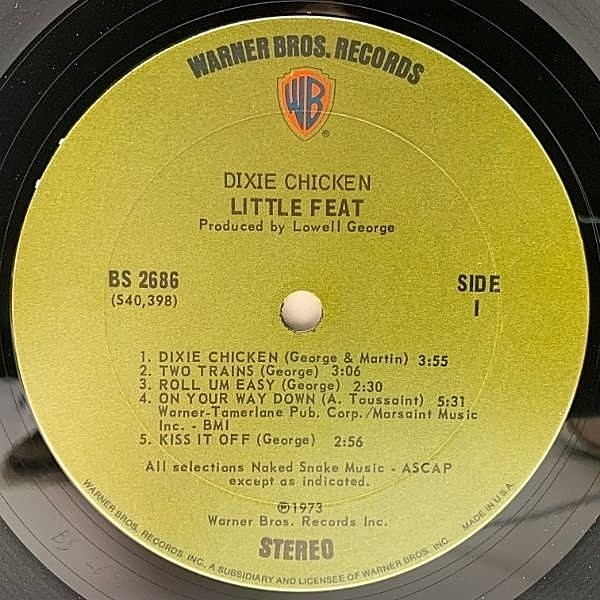 WARNER BROS. RECORDS
WB
®
DIXIE CHICKEN
LITTLE FEAT
Produced by Lowell George
BS 2686
(S40,398)
SIDE
1
1. DIXIE CHICKEN (George & Martin) 3:55
2. TWO TRAINS (George) 3:06
3. ROLL UM EASY (George) 2:30
4. ON YOUR WAY DOWN (A. Toussaint) 5:31
Warner-Tamerlane Pub. Corp./Marsaint Music
Inc. - BMI
5. KISS IT OFF (George) 2:56
All selections Naked Snake Music - ASCAP
except as indicated.
℗1973
Warner Bros. Records Inc.
STEREO
WARNER BROS. RECORDS INC. A SUBSIDIARY AND LICENSEE OF WARNER BROS. INC. MADE IN U.S.A.